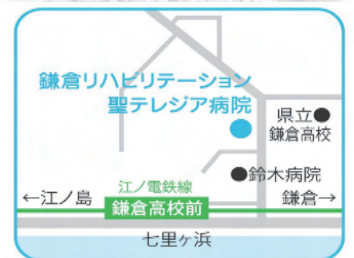 鎌倉リハビリテーション
聖テレジア病院
県立●
鎌倉高校
●鈴木病院
江ノ電鉄線
←江ノ島
鎌倉高校前
鎌倉→
七里ヶ浜